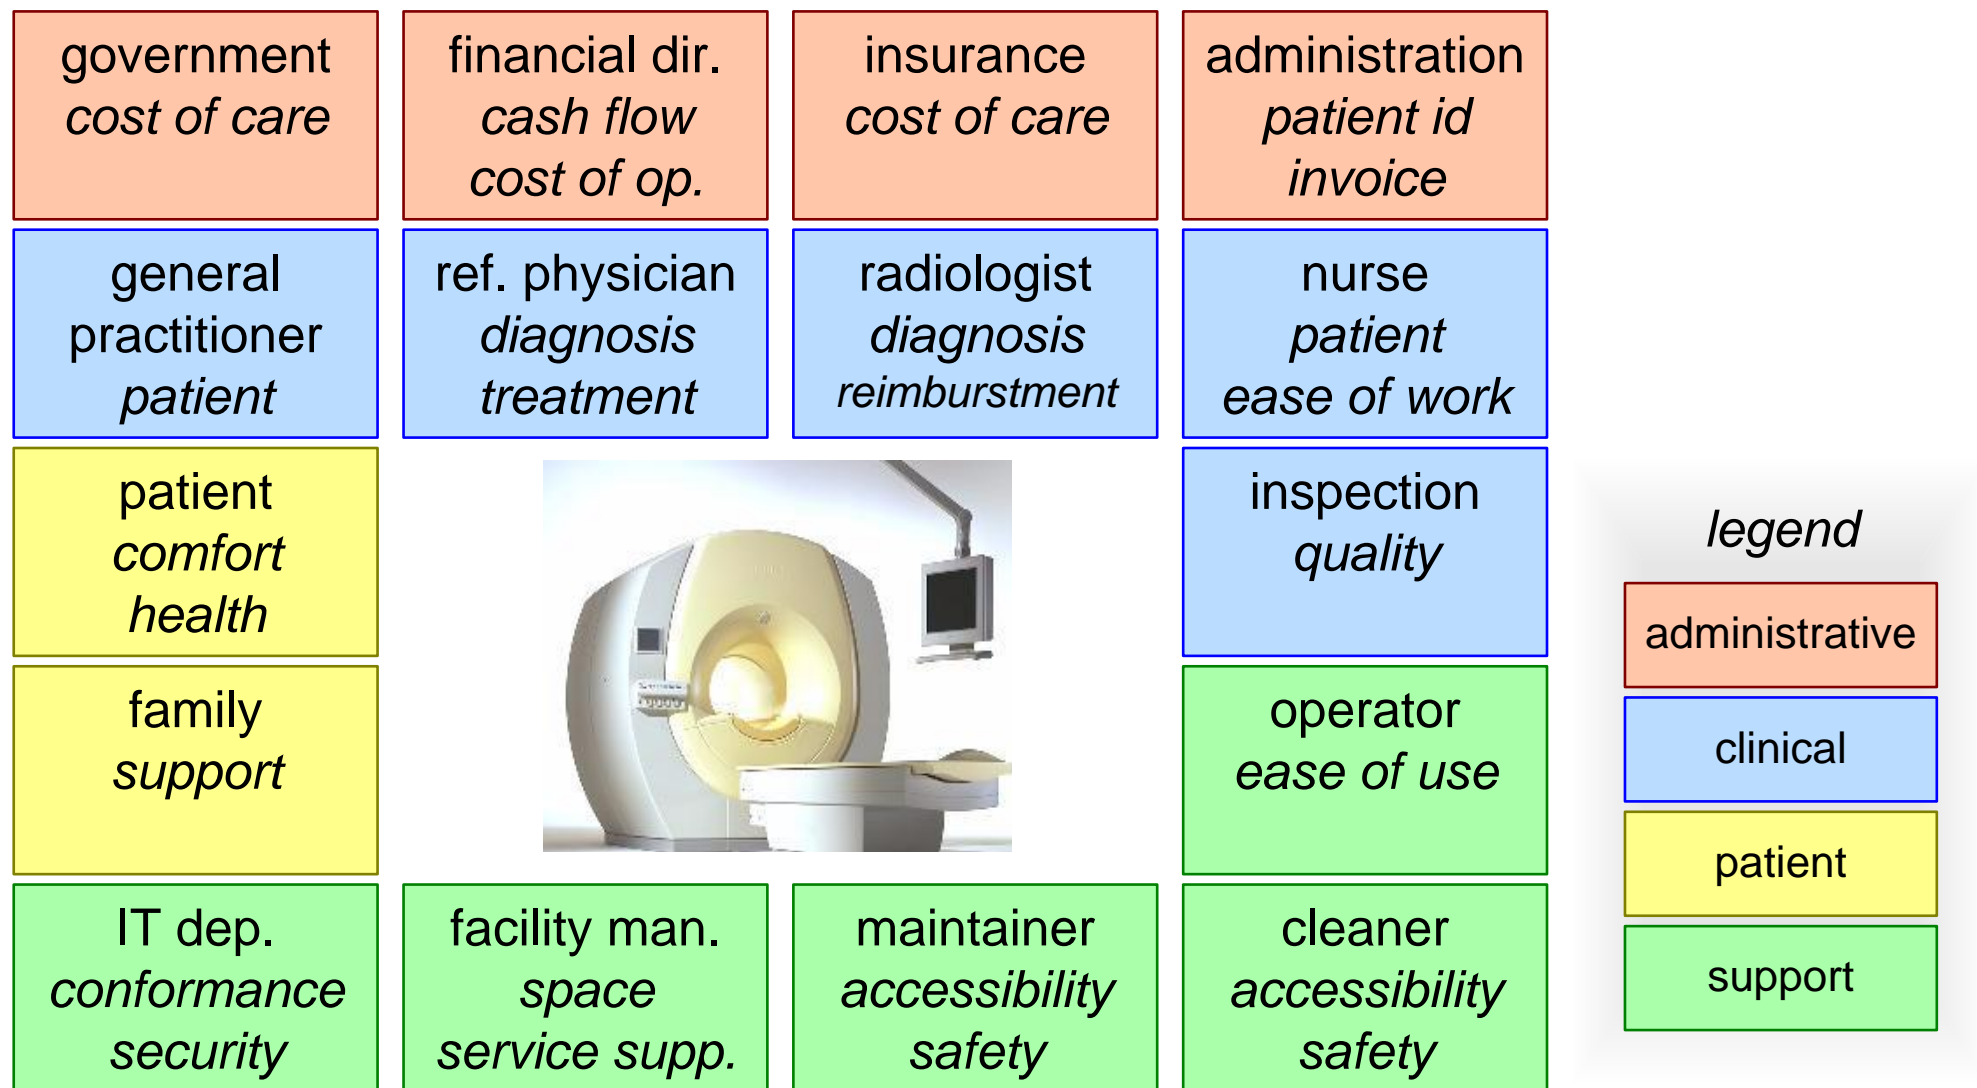 government
cost of care
financial dir.
cash flow
cost of op.
insurance
cost of care
administration
patient id
invoice
general
practitioner
patient
ref. physician
diagnosis
treatment
radiologist
diagnosis
reimburstment
nurse
patient
ease of work
patient
comfort
health
inspection
quality
family
support
operator
ease of use
IT dep.
conformance
security
facility man.
space
service supp.
maintainer
accessibility
safety
cleaner
accessibility
safety
legend
administrative
clinical
patient
support